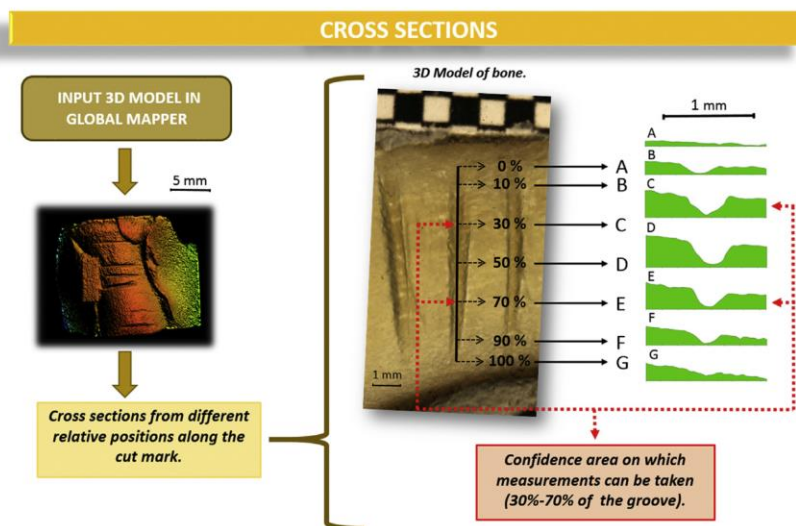 CROSS SECTIONS
INPUT 3D MODEL IN
GLOBAL MAPPER
5 mm
Cross sections from different
relative positions along the
cut mark.
3D Model of bone.
0 %
10 %
30 %
50 %
70 %
90 %
100 %
1 mm
A
B
C
D
E
F
G
1 mm
A
B
C
D
E
F
G
Confidence area on which
measurements can be taken
(30%-70% of the groove).